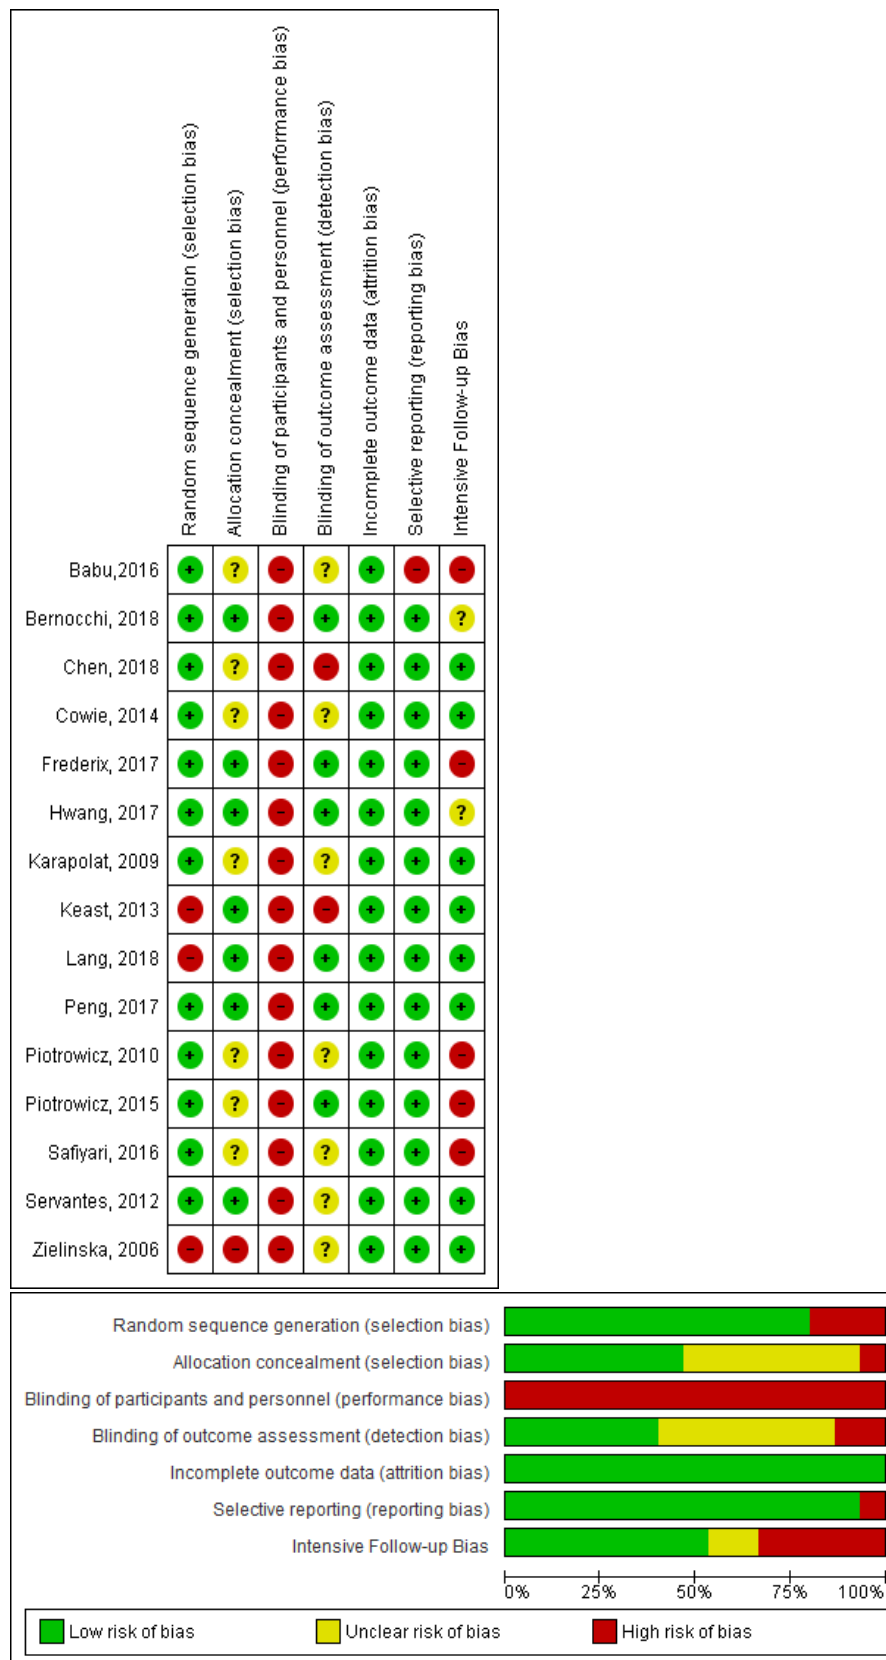 Random sequence generation (selection bias)
Allocation concealment (selection bias)
Blinding of participants and personnel (performance bias)
Blinding of outcome assessment (detection bias)
Incomplete outcome data (attrition bias)
Selective reporting (reporting bias)
Intensive Follow-up Bias
Babu,2016 + ? - ? + - -
Bernocchi, 2018 + + - + + + ?
Chen, 2018 + ? - - + + +
Cowie, 2014 + ? - ? + + +
Frederix, 2017 + + - + + + -
Hwang, 2017 + + - + + + ?
Karapolat, 2009 + ? - ? + + +
Keast, 2013 - + - - + + +
Lang, 2018 - + - + + + +
Peng, 2017 + + - + + + +
Piotrowicz, 2010 + ? - ? + + -
Piotrowicz, 2015 + ? - + + + -
Safiyari, 2016 + ? - ? + + -
Servantes, 2012 + + - ? + + +
Zielinska, 2006 - - - ? + + +
Random sequence generation (selection bias)
Allocation concealment (selection bias)
Blinding of participants and personnel (performance bias)
Blinding of outcome assessment (detection bias)
Incomplete outcome data (attrition bias)
Selective reporting (reporting bias)
Intensive Follow-up Bias
0% 25% 50% 75% 100%
Low risk of bias Unclear risk of bias High risk of bias